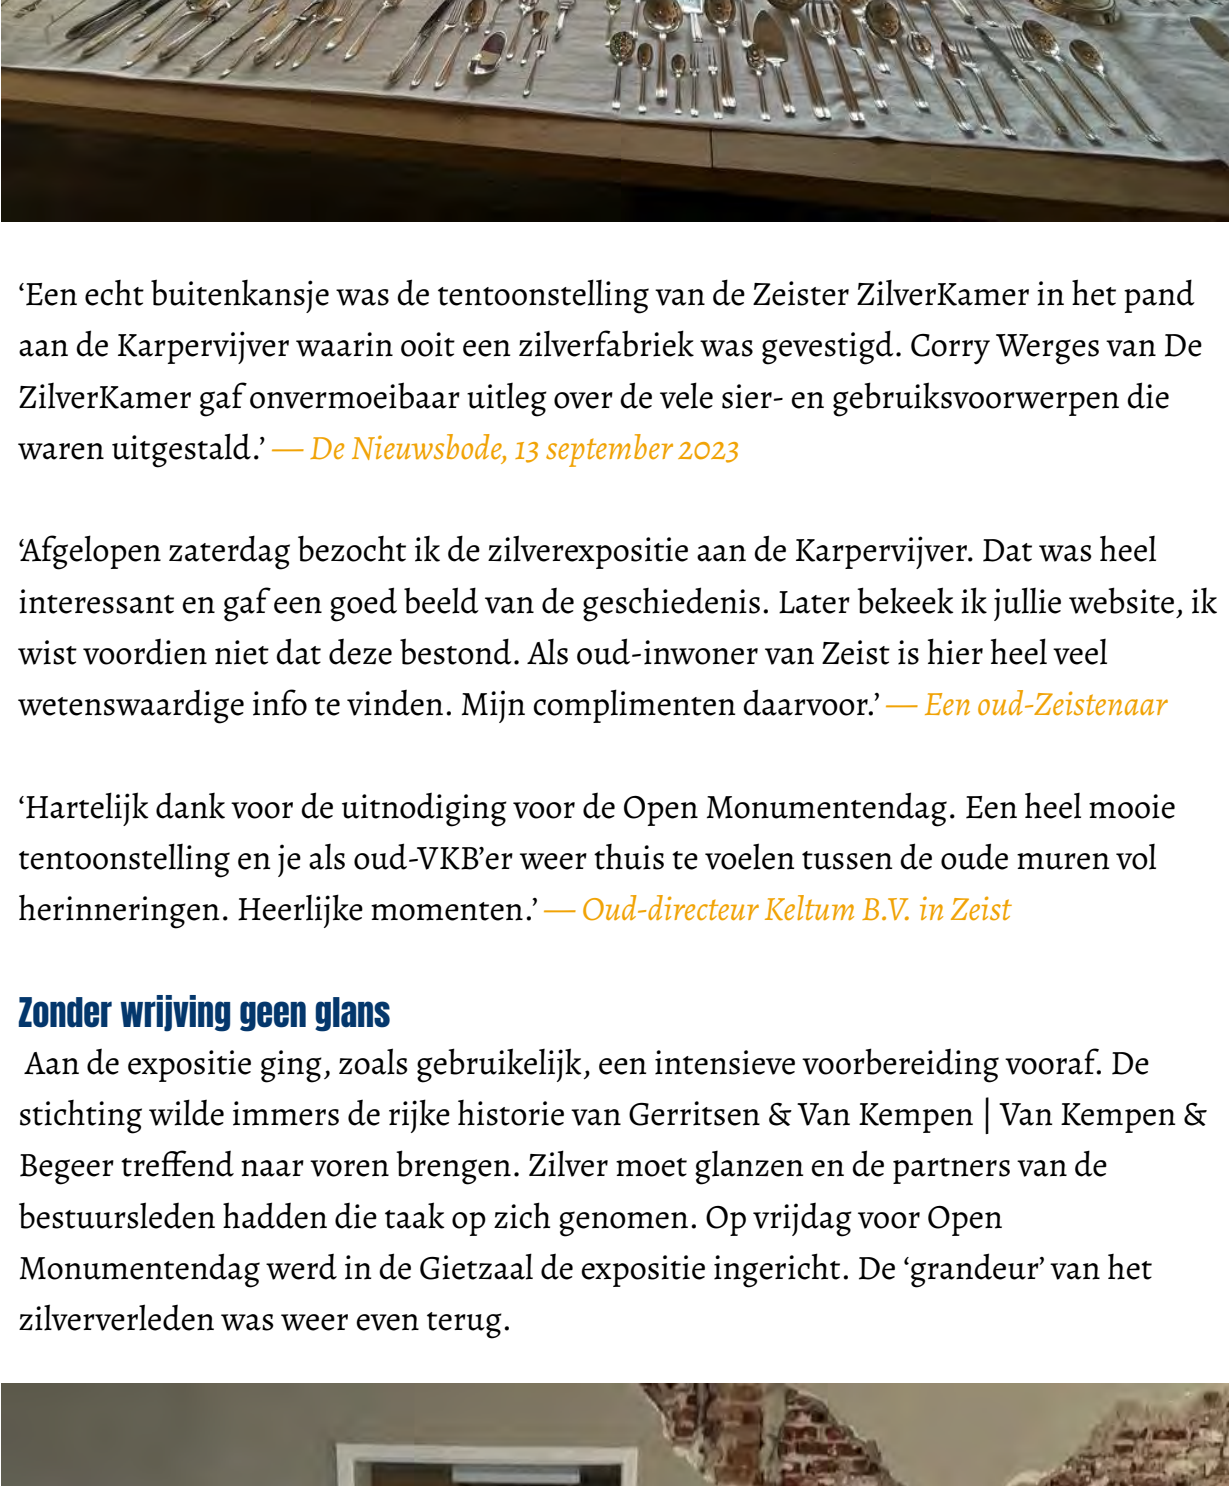 ‘Een echt buitenkansje was de tentoonstelling van de Zeister ZilverKamer in het pand
aan de Karpervijver waarin ooit een zilverfabriek was gevestigd. Corry Werges van De
ZilverKamer gaf onvermoeibaar uitleg over de vele sier- en gebruiksvoorwerpen die
waren uitgestald.’ — De Nieuwsbode, 13 september 2023
‘Afgelopen zaterdag bezocht ik de zilverexpositie aan de Karpervijver. Dat was heel
interessant en gaf een goed beeld van de geschiedenis. Later bekeek ik jullie website, ik
wist voordien niet dat deze bestond. Als oud-inwoner van Zeist is hier heel veel
wetenswaardige info te vinden. Mijn complimenten daarvoor.’ — Een oud-Zeistenaar
‘Hartelijk dank voor de uitnodiging voor de Open Monumentendag. Een heel mooie
tentoonstelling en je als oud-VKB’er weer thuis te voelen tussen de oude muren vol
herinneringen. Heerlijke momenten.’ — Oud-directeur Keltum B.V. in Zeist
Zonder wrijving geen glans
Aan de expositie ging, zoals gebruikelijk, een intensieve voorbereiding vooraf. De
stichting wilde immers de rijke historie van Gerritsen & Van Kempen | Van Kempen &
Begeer treffend naar voren brengen. Zilver moet glanzen en de partners van de
bestuursleden hadden die taak op zich genomen. Op vrijdag voor Open
Monumentendag werd in de Gietzaal de expositie ingericht. De ‘grandeur’ van het
zilververleden was weer even terug.